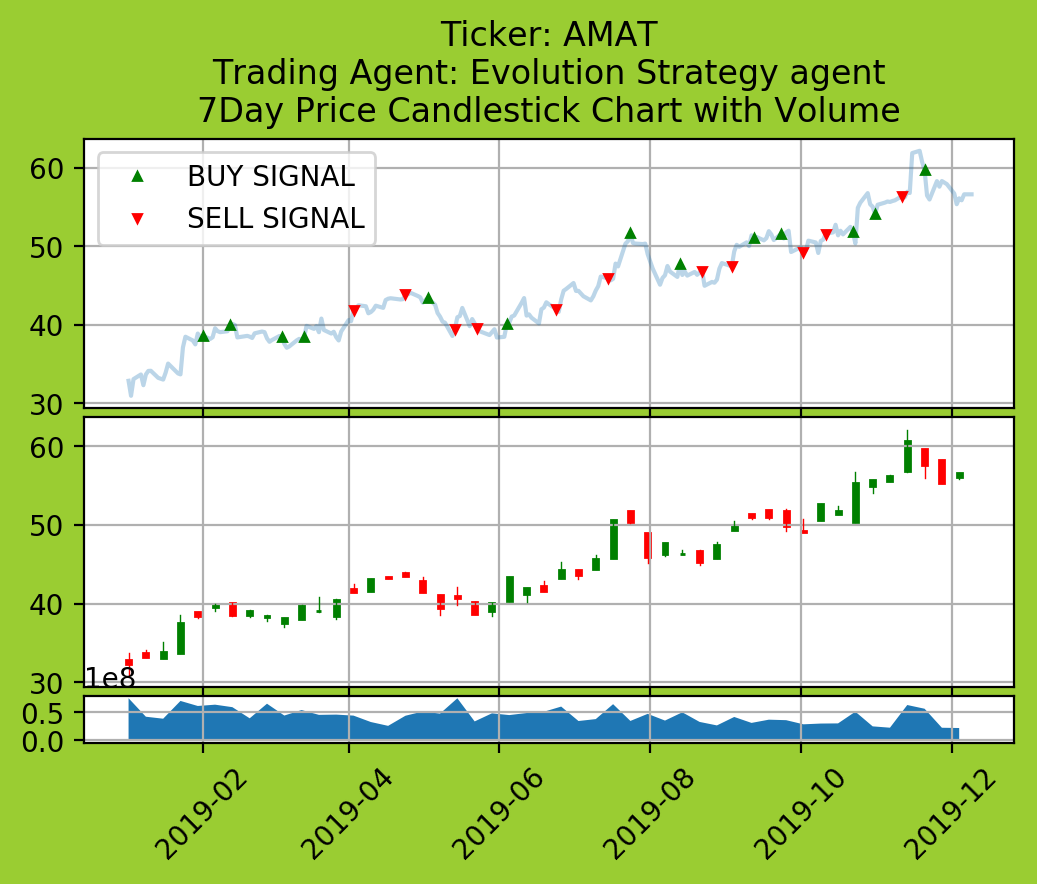 Ticker: AMAT
Trading Agent: Evolution Strategy agent
7Day Price Candlestick Chart with Volume
BUY SIGNAL
SELL SIGNAL
60
50
40
30
60
50
40
30
1e8
0.5
0.0
2019-02
2019-04
2019-06
2019-08
2019-10
2019-12